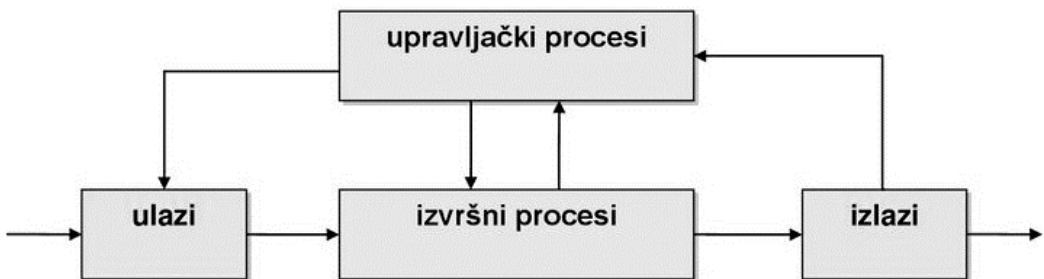 upravljački procesi
ulazi
izvršni procesi
izlazi